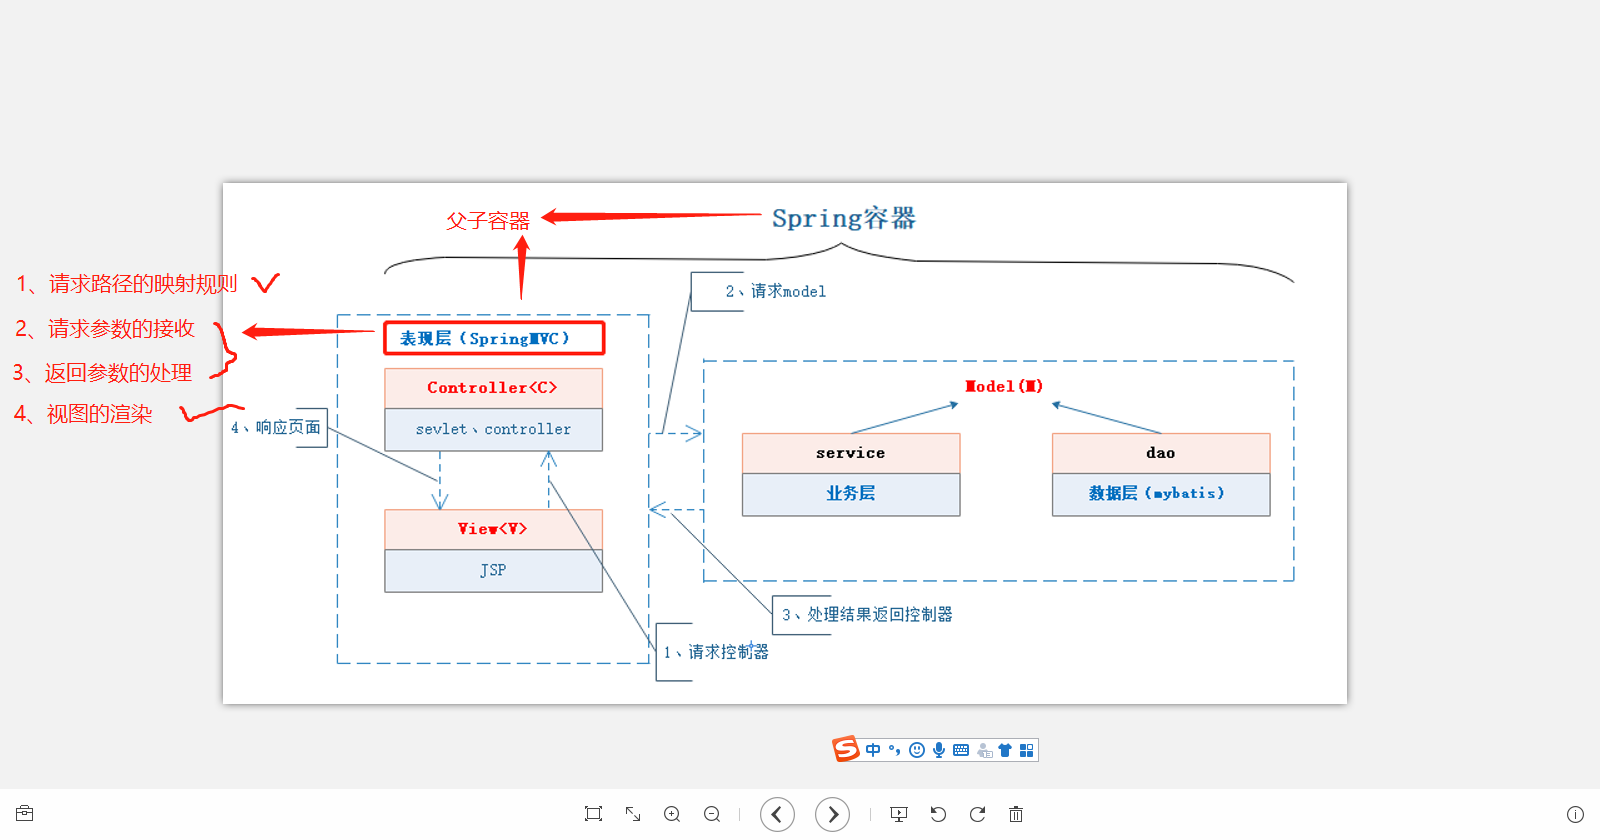 Spring容器
父子容器
1、请求路径的映射规则
2、请求参数的接收
3、返回参数的处理
4、视图的渲染
2、请求model
表现层（SpringMVC）
Controller<C>
sevlet、controller
4、响应页面
View<V>
JSP
Model(M)
service
业务层
dao
数据层（mybatis）
3、处理结果返回控制器
1、请求控制器
S中